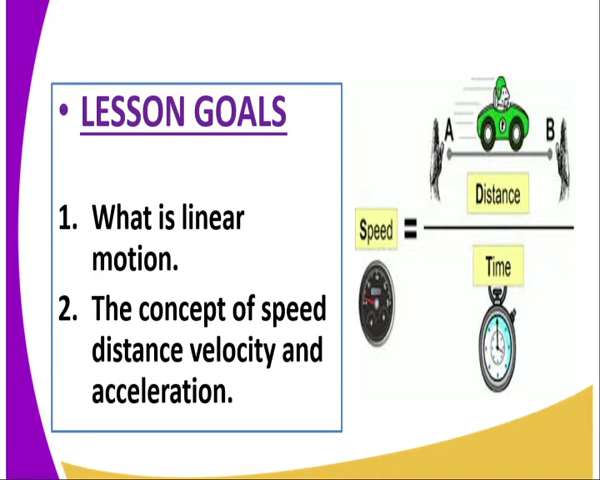 • LESSON GOALS
1. What is linear
motion.
2. The concept of speed
distance velocity and
acceleration.
A B
Distance
Speed =
Time